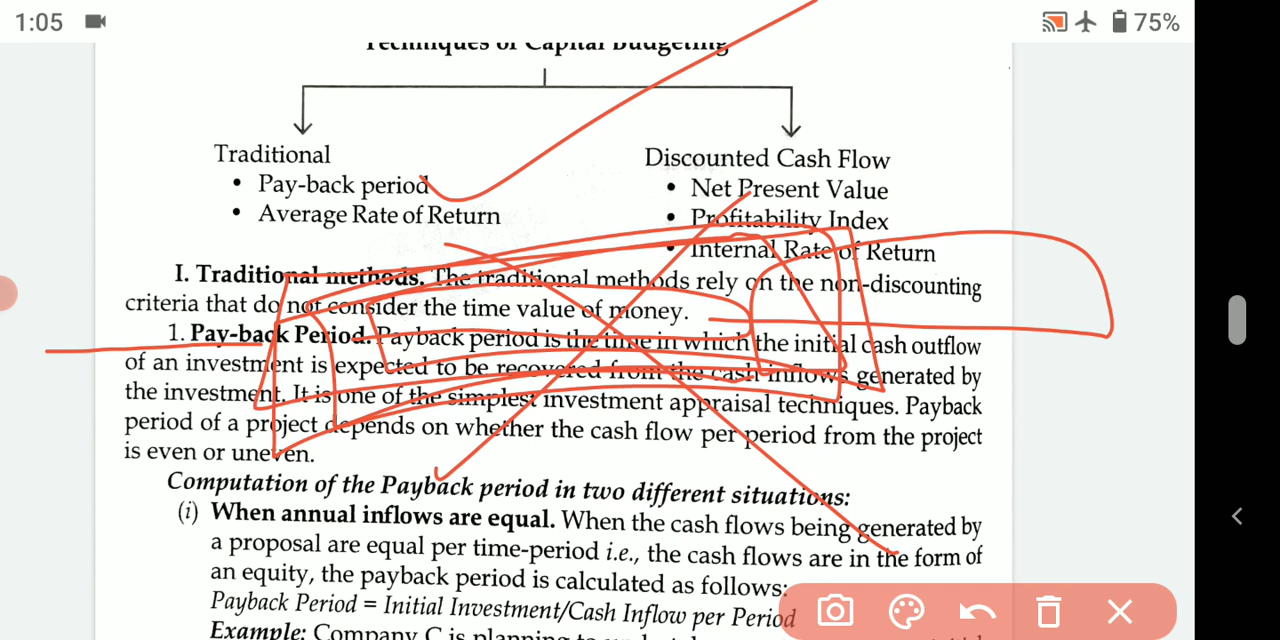 1:05 75%
Techniques of Capital Budgeting
Traditional
• Pay-back period
• Average Rate of Return
Discounted Cash Flow
• Net Present Value
• Profitability Index
• Internal Rate of Return
I. Traditional methods. The traditional methods rely on the non-discounting
criteria that do not consider the time value of money.
1. Pay-back Period. Payback period is the time in which the initial cash outflow
of an investment is expected to be recovered from the cash inflows generated by
the investment. It is one of the simplest investment appraisal techniques. Payback
period of a project depends on whether the cash flow per period from the project
is even or uneven.
Computation of the Payback period in two different situations:
(i) When annual inflows are equal. When the cash flows being generated by
a proposal are equal per time-period i.e., the cash flows are in the form of
an equity, the payback period is calculated as follows:
Payback Period = Initial Investment/Cash Inflow per Period
Example: Company C is planning to